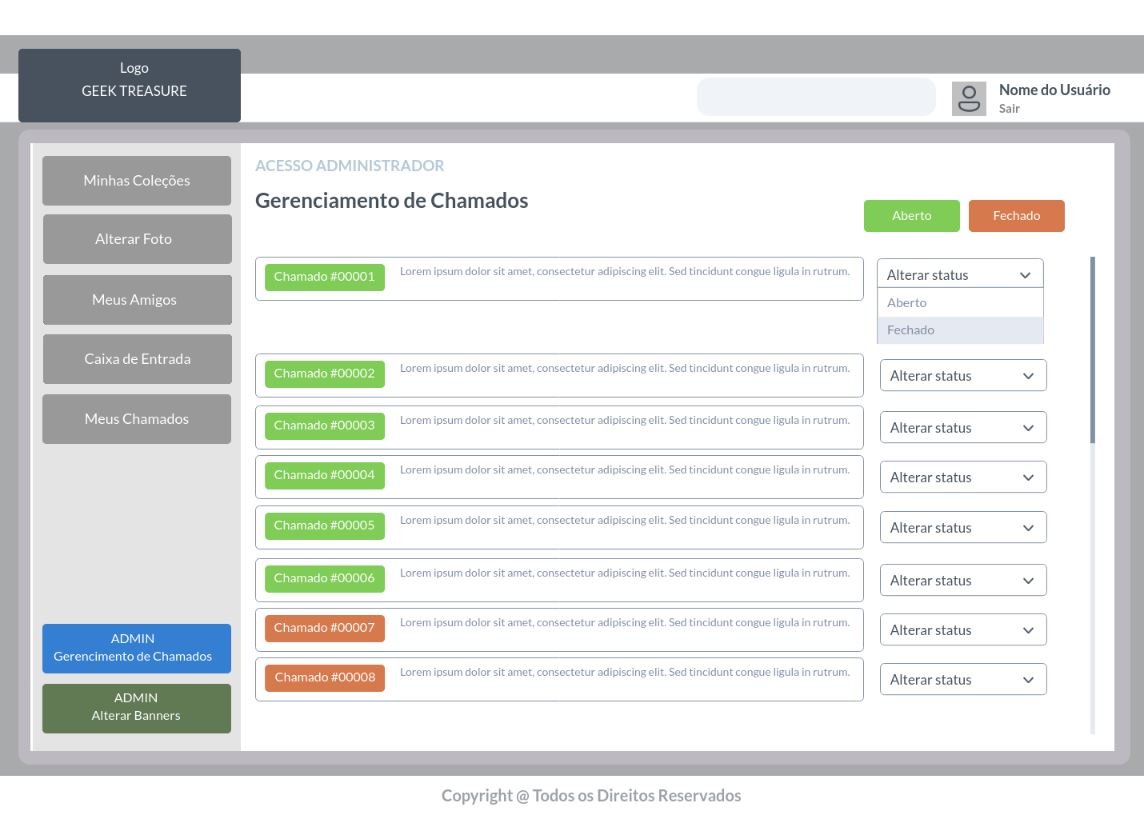 Logo
GEEK TREASURE
Nome do Usuário
Sair
Minhas Coleções
Alterar Foto
Meus Amigos
Caixa de Entrada
Meus Chamados
ADMIN
Gerencimento de Chamados
ADMIN
Alterar Banners
ACESSO ADMINISTRADOR
Gerenciamento de Chamados
Aberto
Fechado
Chamado #00001
Lorem ipsum dolor sit amet, consectetur adipiscing elit. Sed tincidunt congue ligula in rutrum.
Alterar status
Aberto
Fechado
Chamado #00002
Lorem ipsum dolor sit amet, consectetur adipiscing elit. Sed tincidunt congue ligula in rutrum.
Alterar status
Chamado #00003
Lorem ipsum dolor sit amet, consectetur adipiscing elit. Sed tincidunt congue ligula in rutrum.
Alterar status
Chamado #00004
Lorem ipsum dolor sit amet, consectetur adipiscing elit. Sed tincidunt congue ligula in rutrum.
Alterar status
Chamado #00005
Lorem ipsum dolor sit amet, consectetur adipiscing elit. Sed tincidunt congue ligula in rutrum.
Alterar status
Chamado #00006
Lorem ipsum dolor sit amet, consectetur adipiscing elit. Sed tincidunt congue ligula in rutrum.
Alterar status
Chamado #00007
Lorem ipsum dolor sit amet, consectetur adipiscing elit. Sed tincidunt congue ligula in rutrum.
Alterar status
Chamado #00008
Lorem ipsum dolor sit amet, consectetur adipiscing elit. Sed tincidunt congue ligula in rutrum.
Alterar status
Copyright @ Todos os Direitos Reservados